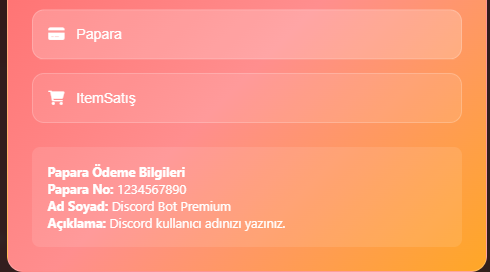 Papara
ItemSatış
Papara Ödeme Bilgileri
Papara No: 1234567890
Ad Soyad: Discord Bot Premium
Açıklama: Discord kullanıcı adınızı yazınız.